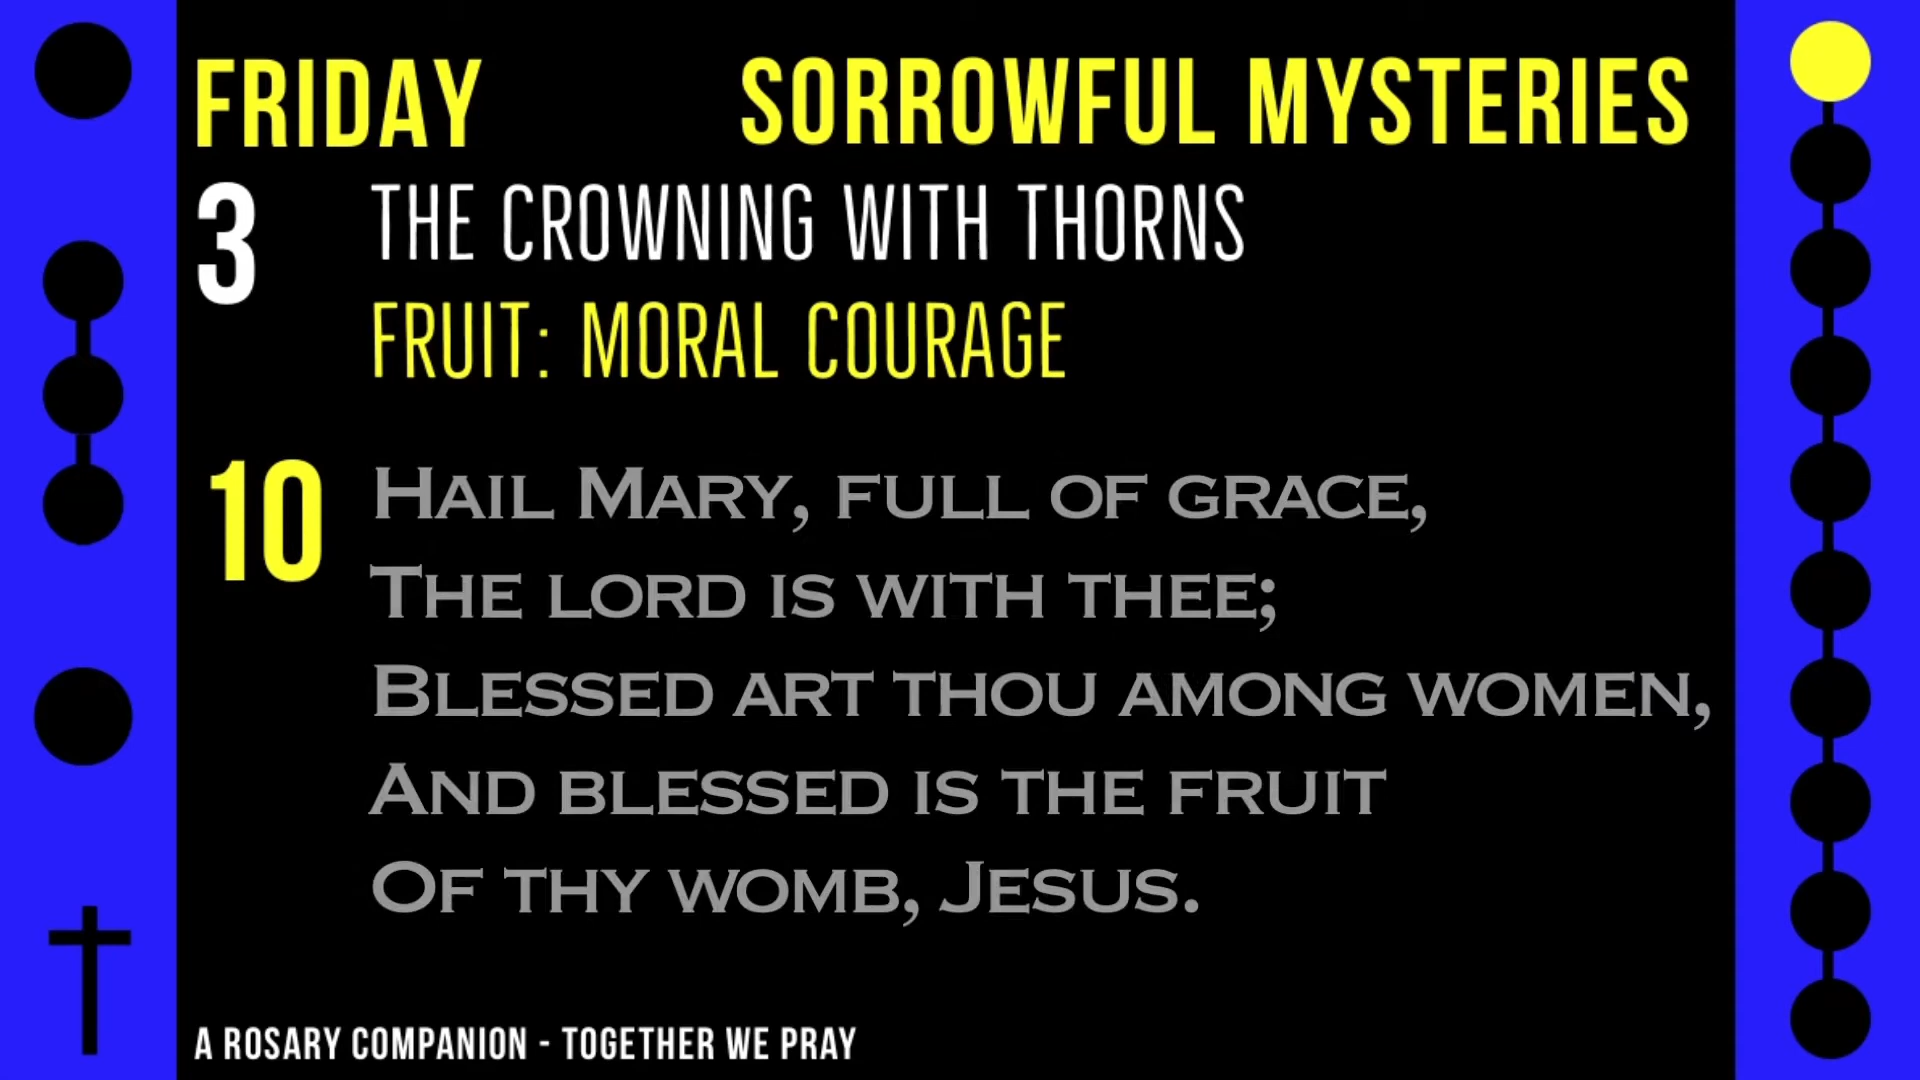 FRIDAY SORROWFUL MYSTERIES
3 THE CROWNING WITH THORNS
FRUIT: MORAL COURAGE
10 HAIL MARY, FULL OF GRACE,
THE LORD IS WITH THEE;
BLESSED ART THOU AMONG WOMEN,
AND BLESSED IS THE FRUIT
OF THY WOMB, JESUS.
A ROSARY COMPANION - TOGETHER WE PRAY